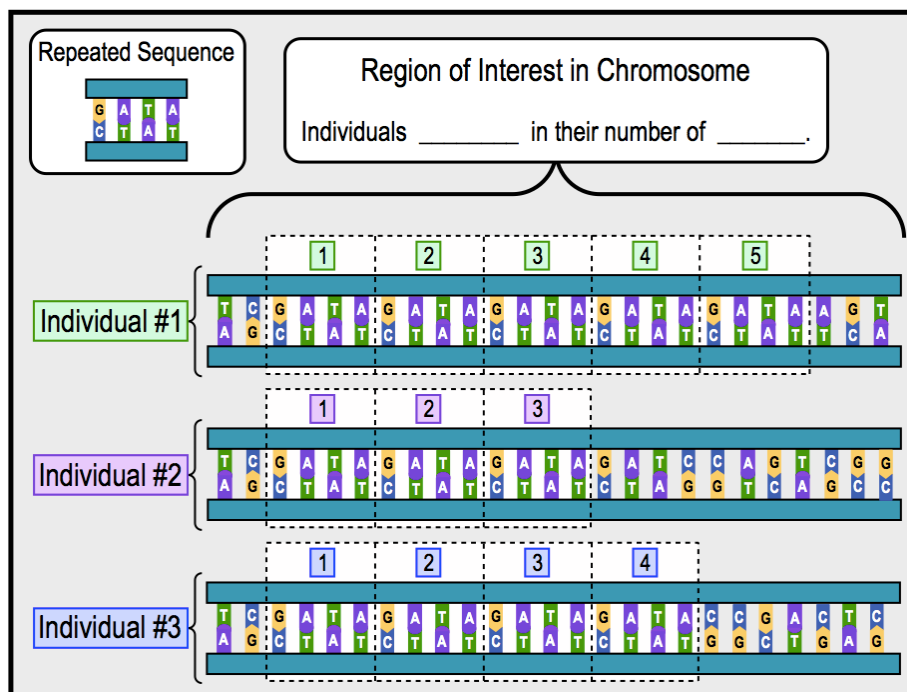 Repeated Sequence
G A T A
C T A T
Region of Interest in Chromosome
Individuals ________ in their number of _______.
1 2 3 4 5
Individual #1
T C G A T A G A T A G A T A G A T A G A T A A G T
A G C T A T C T A T C T A T C T A T C T A T T C A
1 2 3
Individual #2
T C G A T A G A T A G A T A G A T C C A G T C G G
A G C T A T C T A T C T A T C T A G G T C A G C C
1 2 3 4
Individual #3
T C G A T A G A T A G A T A G A T A C C G A C T C
A G C T A T C T A T C T A T C T A T G G C T G A G